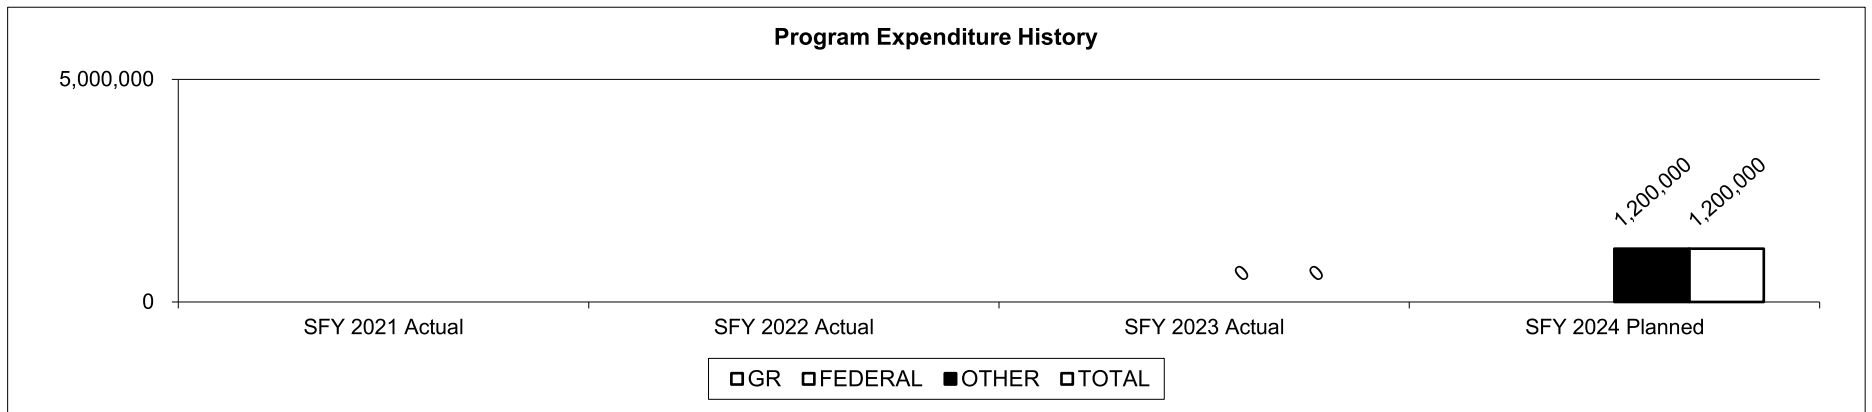 Program Expenditure History
5,000,000
1,200,000
1,200,000
0
0
0
SFY 2021 Actual
SFY 2022 Actual
SFY 2023 Actual
SFY 2024 Planned
GR FEDERAL OTHER TOTAL